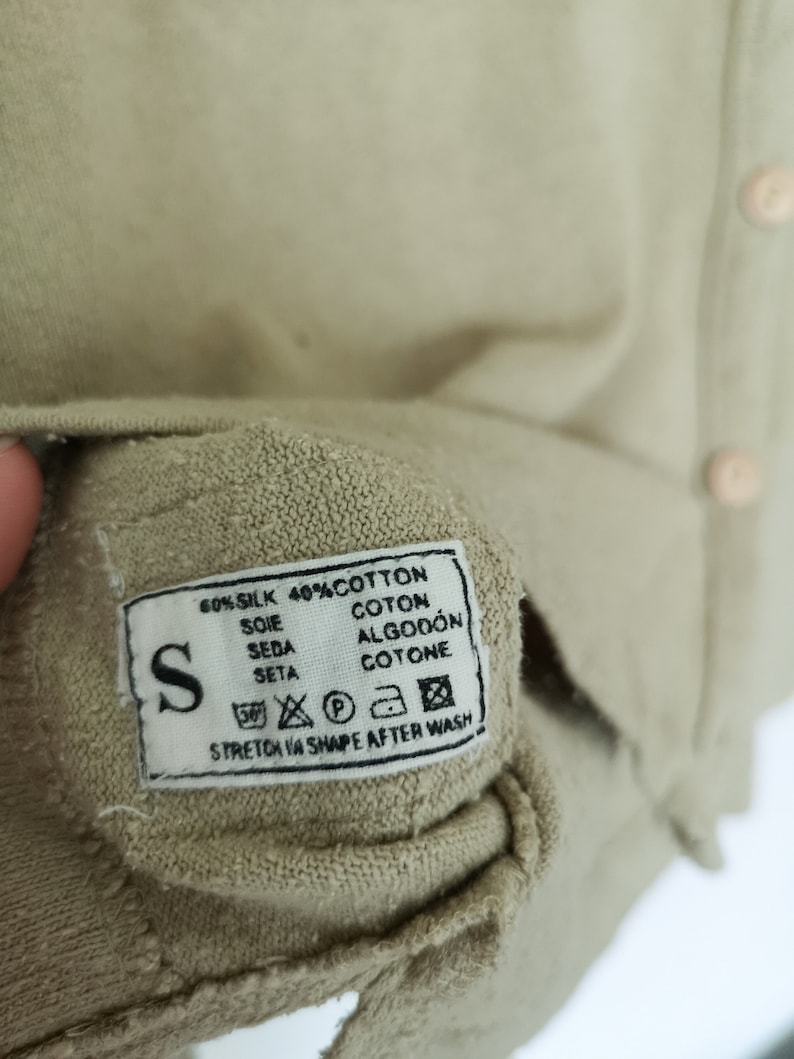 60% SILK 40% COTTON
SOIE COTON
SEDA ALGODÓN
SETA COTONE
S
30° P
STRETCH IN SHAPE AFTER WASH